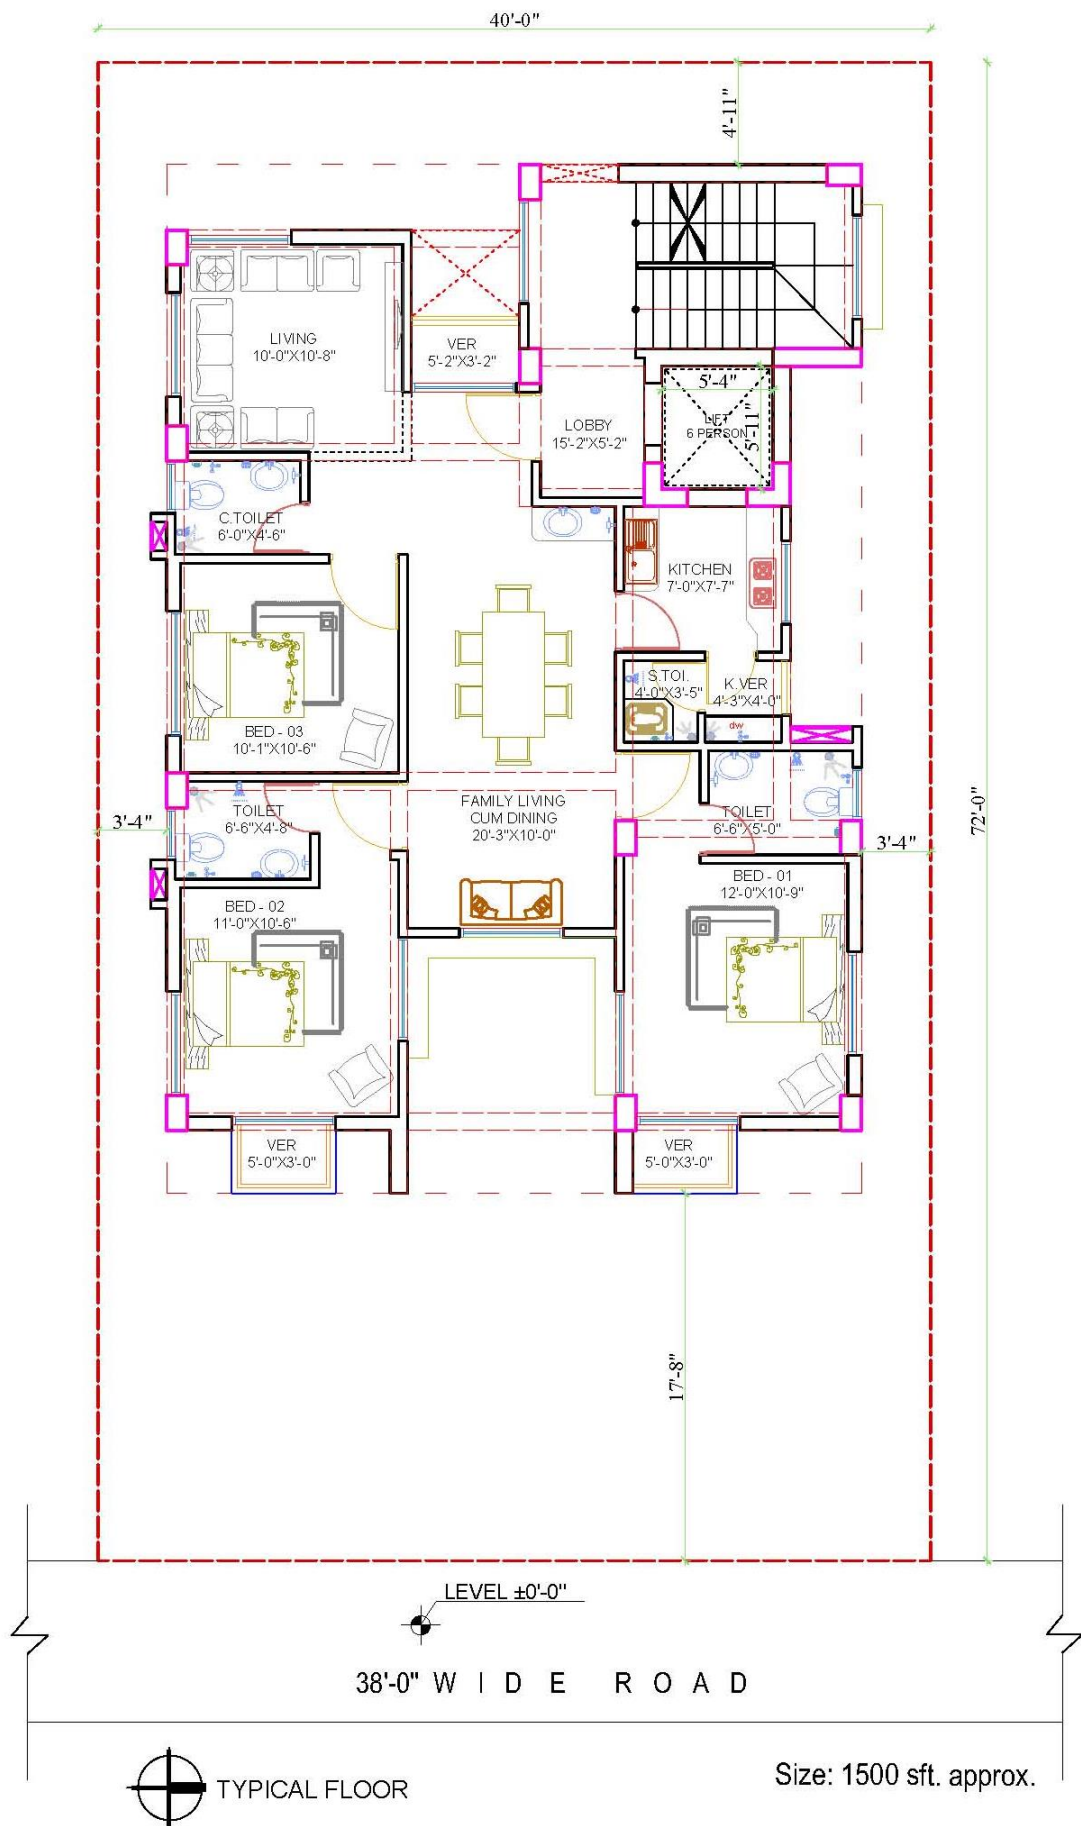 40'-0"
4'-11"
LIVING
10'-0"X10'-8"
VER
5'-2"X3'-2"
LOBBY
15'-2"X5'-2"
5'-4"
5'-11"
LIFT
6 PERSON
C.TOILET
6'-0"X4'-6"
KITCHEN
7'-0"X7'-7"
S.TOI.
4'-0"X3'-5"
K.VER
4'-3"X4'-0"
dw
BED - 03
10'-1"X10'-6"
3'-4"
TOILET
6'-6"X4'-8"
FAMILY LIVING
CUM DINING
20'-3"X10'-0"
TOILET
6'-6"X5'-0"
3'-4"
72'-0"
BED - 02
11'-0"X10'-6"
BED - 01
12'-0"X10'-9"
VER
5'-0"X3'-0"
VER
5'-0"X3'-0"
17'-8"
LEVEL ±0'-0"
38'-0" WIDE ROAD
TYPICAL FLOOR
Size: 1500 sft. approx.